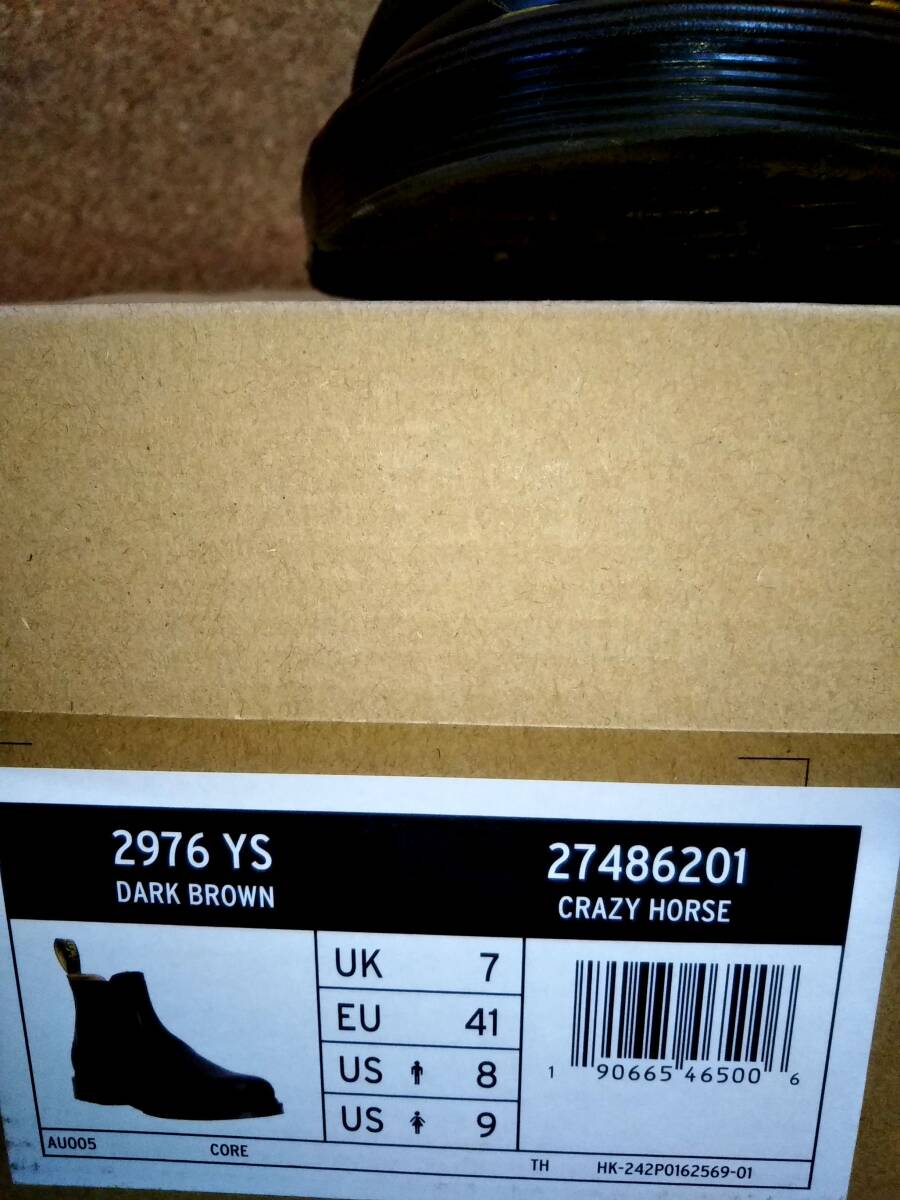 2976 YS
DARK BROWN
27486201
CRAZY HORSE
UK 7
EU 41
US 8
US 9
1 90665 46500 6
AU005
CORE
TH
HK-242P0162569-01